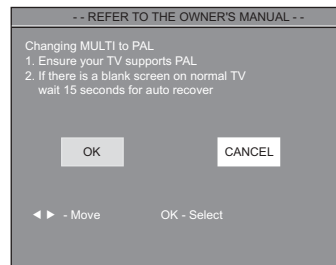 - - REFER TO THE OWNER'S MANUAL - -
Changing MULTI to PAL
1. Ensure your TV supports PAL
2. If there is a blank screen on normal TV
wait 15 seconds for auto recover
OK CANCEL
◀ ▶ - Move OK - Select